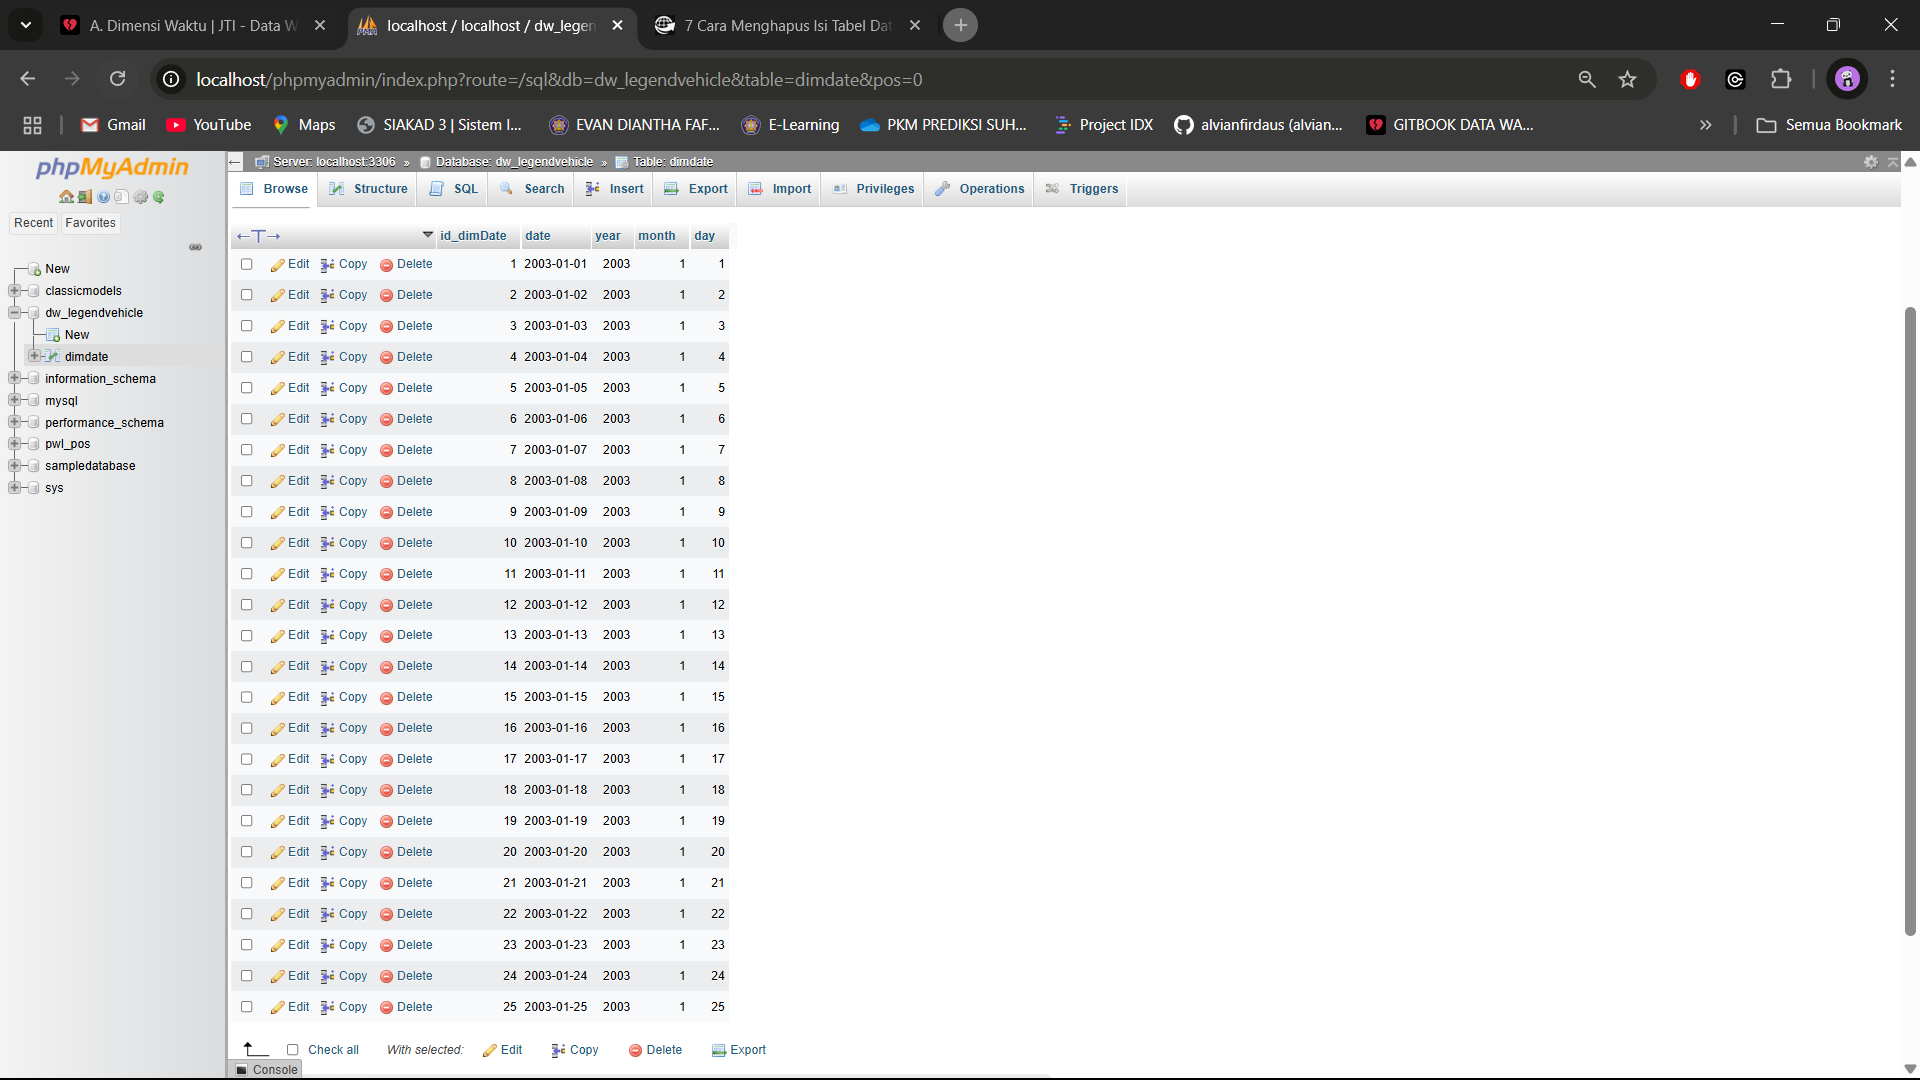 A. Dimensi Waktu | JTI - Data W
localhost / localhost / dw_legen
7 Cara Menghapus Isi Tabel Dat
localhost/phpmyadmin/index.php?route=/sql&db=dw_legendvehicle&table=dimdate&pos=0
Gmail YouTube Maps SIAKAD 3 | Sistem I... EVAN DIANTHA FAF... E-Learning PKM PREDIKSI SUH... Project IDX alvianfirdaus (alvian... GITBOOK DATA WA... » Semua Bookmark
phpMyAdmin
Recent Favorites
New
classicmodels
dw_legendvehicle
New
dimdate
information_schema
mysql
performance_schema
pwl_pos
sampledatabase
sys
Server: localhost:3306 » Database: dw_legendvehicle » Table: dimdate
Browse Structure SQL Search Insert Export Import Privileges Operations Triggers
←T→ id_dimDate date year month day
Edit Copy Delete 1 2003-01-01 2003 1 1
Edit Copy Delete 2 2003-01-02 2003 1 2
Edit Copy Delete 3 2003-01-03 2003 1 3
Edit Copy Delete 4 2003-01-04 2003 1 4
Edit Copy Delete 5 2003-01-05 2003 1 5
Edit Copy Delete 6 2003-01-06 2003 1 6
Edit Copy Delete 7 2003-01-07 2003 1 7
Edit Copy Delete 8 2003-01-08 2003 1 8
Edit Copy Delete 9 2003-01-09 2003 1 9
Edit Copy Delete 10 2003-01-10 2003 1 10
Edit Copy Delete 11 2003-01-11 2003 1 11
Edit Copy Delete 12 2003-01-12 2003 1 12
Edit Copy Delete 13 2003-01-13 2003 1 13
Edit Copy Delete 14 2003-01-14 2003 1 14
Edit Copy Delete 15 2003-01-15 2003 1 15
Edit Copy Delete 16 2003-01-16 2003 1 16
Edit Copy Delete 17 2003-01-17 2003 1 17
Edit Copy Delete 18 2003-01-18 2003 1 18
Edit Copy Delete 19 2003-01-19 2003 1 19
Edit Copy Delete 20 2003-01-20 2003 1 20
Edit Copy Delete 21 2003-01-21 2003 1 21
Edit Copy Delete 22 2003-01-22 2003 1 22
Edit Copy Delete 23 2003-01-23 2003 1 23
Edit Copy Delete 24 2003-01-24 2003 1 24
Edit Copy Delete 25 2003-01-25 2003 1 25
Check all With selected: Edit Copy Delete Export
Console